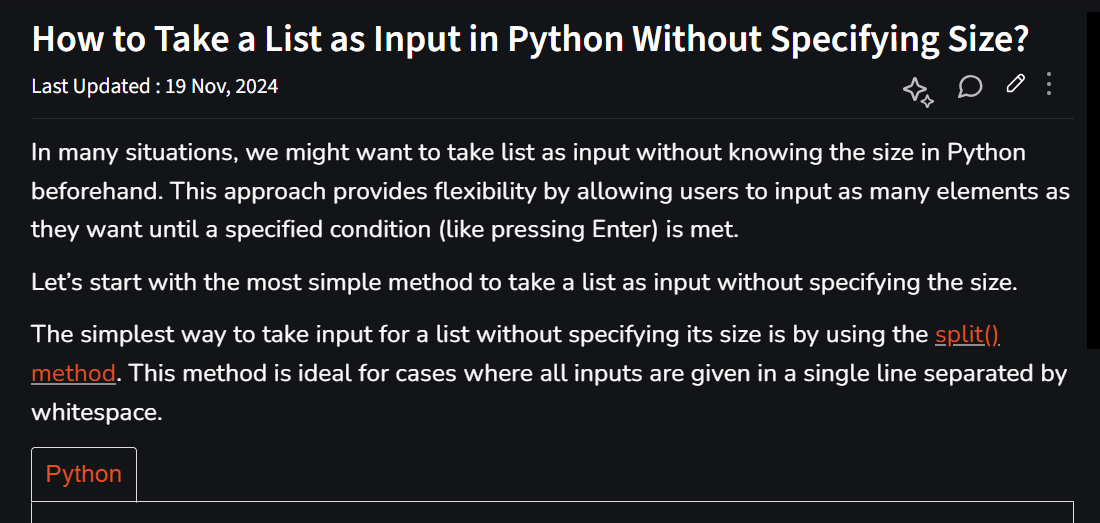 How to Take a List as Input in Python Without Specifying Size?
Last Updated : 19 Nov, 2024
In many situations, we might want to take list as input without knowing the size in Python
beforehand. This approach provides flexibility by allowing users to input as many elements as
they want until a specified condition (like pressing Enter) is met.
Let’s start with the most simple method to take a list as input without specifying the size.
The simplest way to take input for a list without specifying its size is by using the split()
method. This method is ideal for cases where all inputs are given in a single line separated by
whitespace.
Python